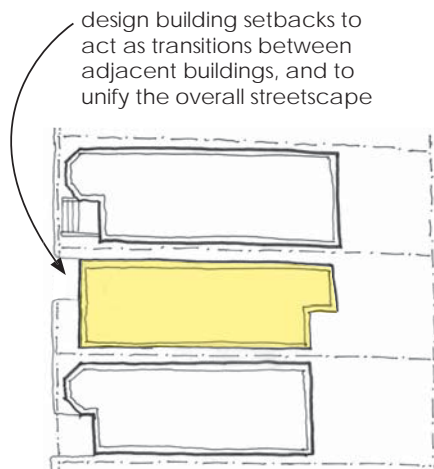 design building setbacks to
act as transitions between
adjacent buildings, and to
unify the overall streetscape